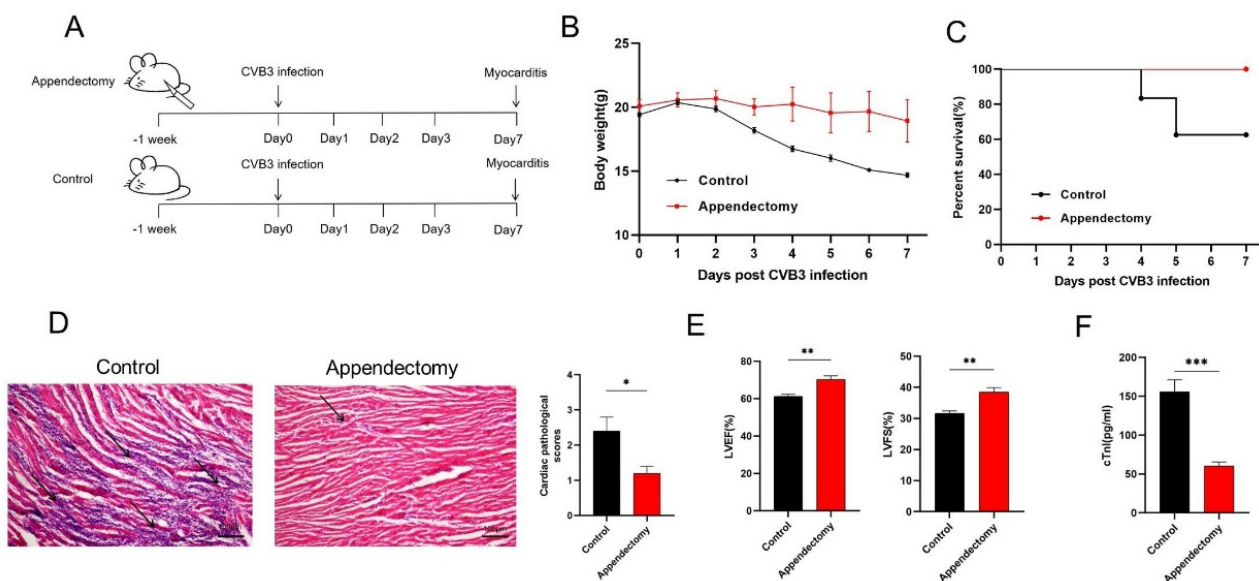 A
Appendectomy
CVB3 infection
Myocarditis
-1 week
Day0
Day1
Day2
Day3
Day7
Control
CVB3 infection
Myocarditis
-1 week
Day0
Day1
Day2
Day3
Day7
B
Body weight(g)
25
20
15
10
Control
Appendectomy
0 1 2 3 4 5 6 7
Days post CVB3 infection
C
Percent survival(%)
100
80
60
40
20
0
Control
Appendectomy
0 1 2 3 4 5 6 7
Days post CVB3 infection
D
Control
Appendectomy
100μm
Cardiac pathological
scores
4
3
2
1
0
*
Control
Appendectomy
E
LVEF(%)
100
80
60
40
20
0
**
Control
Appendectomy
LVFS(%)
50
40
30
20
10
0
**
Control
Appendectomy
F
cTnI(pg/ml)
200
150
100
50
0
***
Control
Appendectomy